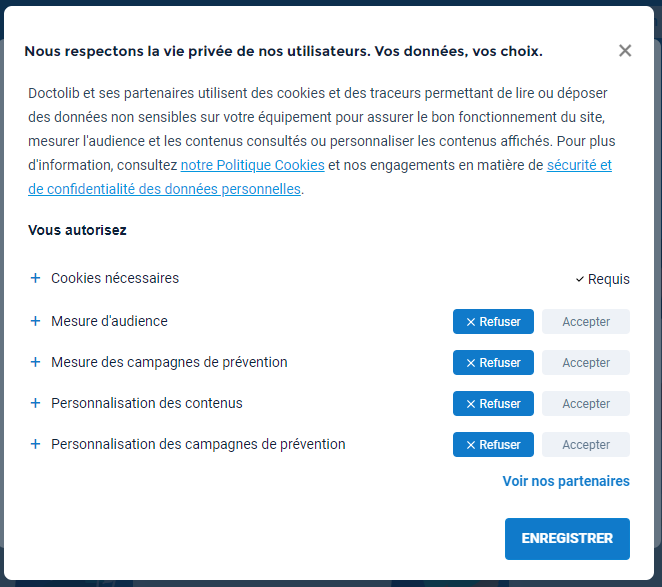 Nous respectons la vie privée de nos utilisateurs. Vos données, vos choix.
Doctolib et ses partenaires utilisent des cookies et des traceurs permettant de lire ou déposer
des données non sensibles sur votre équipement pour assurer le bon fonctionnement du site,
mesurer l'audience et les contenus consultés ou personnaliser les contenus affichés. Pour plus
d'information, consultez notre Politique Cookies et nos engagements en matière de sécurité et
de confidentialité des données personnelles.
Vous autorisez
Cookies nécessaires Requis
Mesure d'audience Refuser Accepter
Mesure des campagnes de prévention Refuser Accepter
Personnalisation des contenus Refuser Accepter
Personnalisation des campagnes de prévention Refuser Accepter
Voir nos partenaires
ENREGISTRER